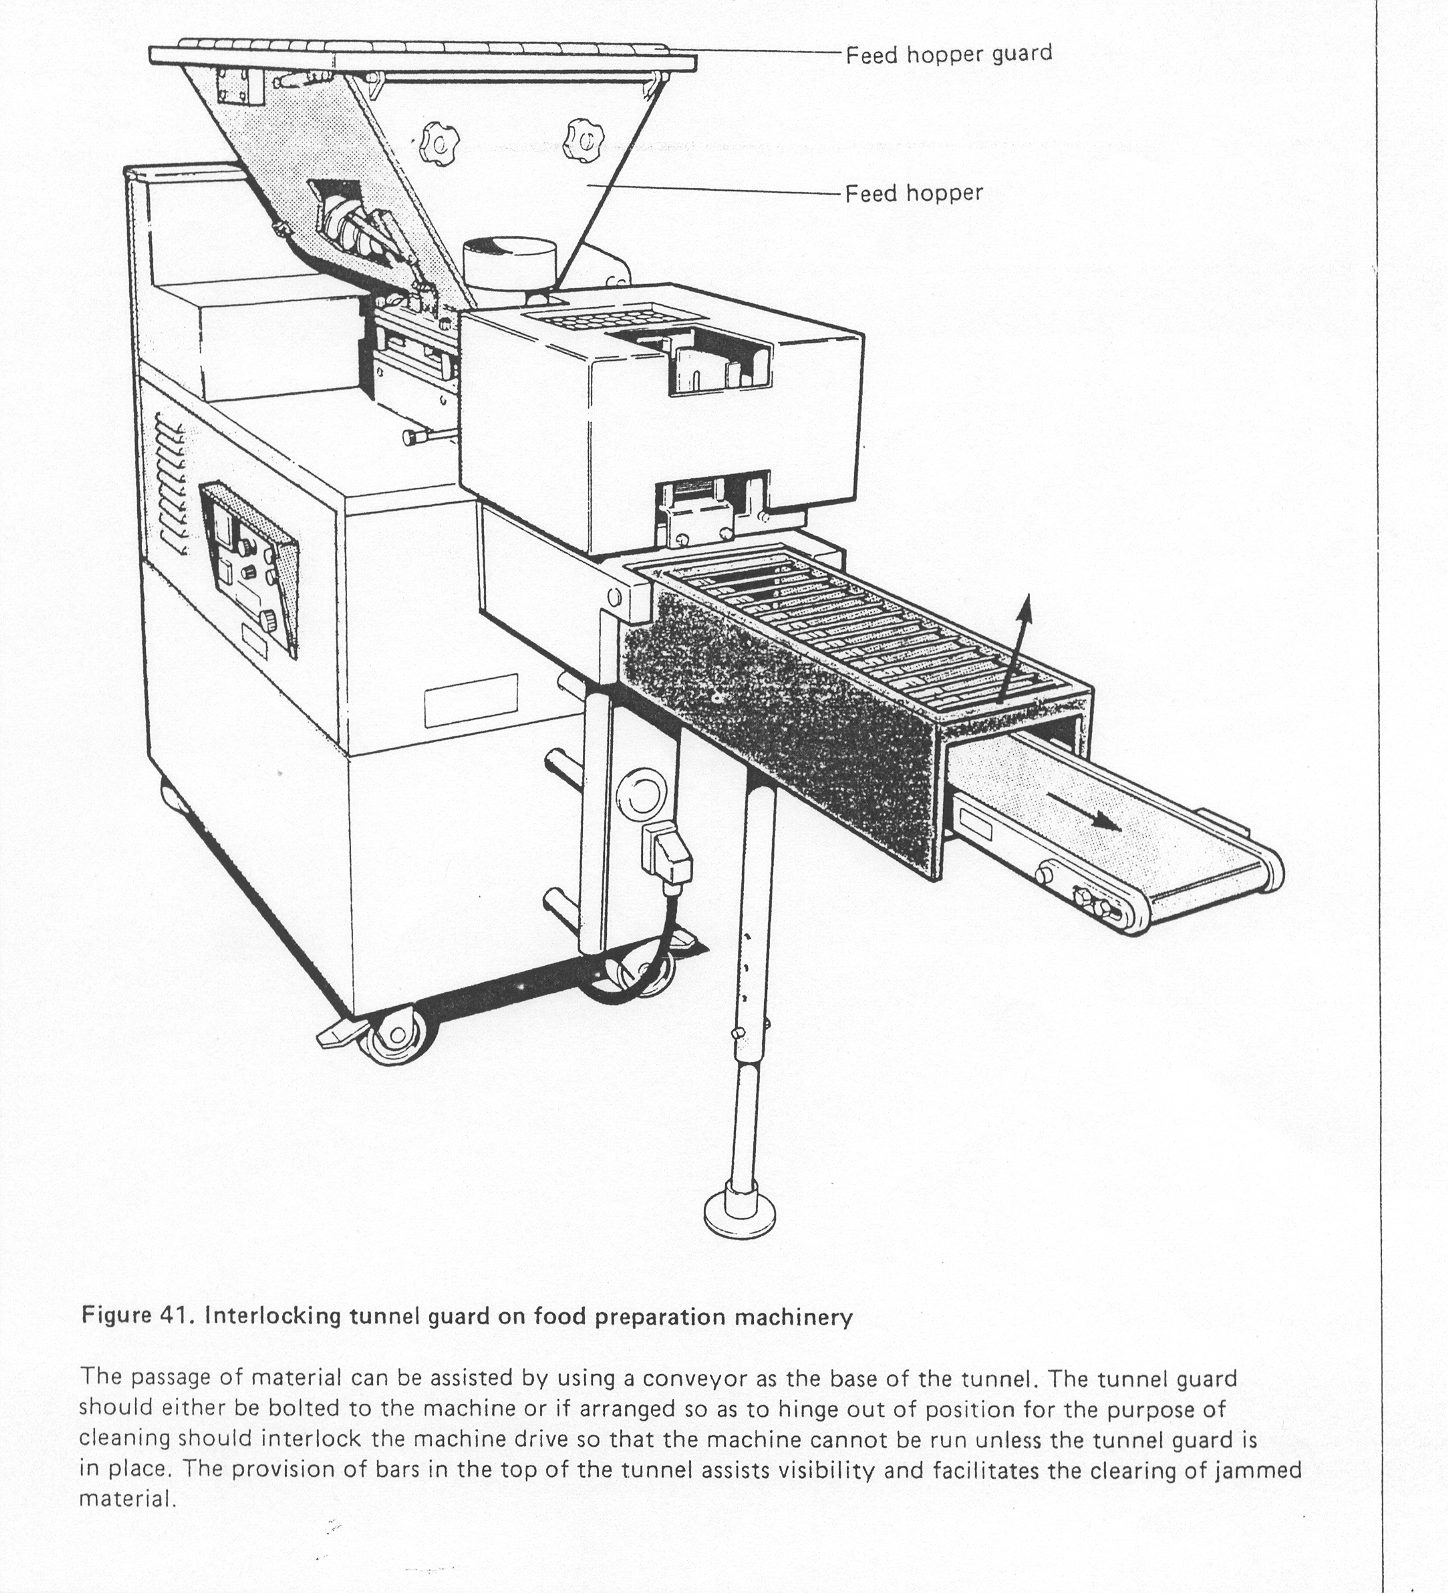 Feed hopper guard
Feed hopper
Figure 41. Interlocking tunnel guard on food preparation machinery
The passage of material can be assisted by using a conveyor as the base of the tunnel. The tunnel guard
should either be bolted to the machine or if arranged so as to hinge out of position for the purpose of
cleaning should interlock the machine drive so that the machine cannot be run unless the tunnel guard is
in place. The provision of bars in the top of the tunnel assists visibility and facilitates the clearing of jammed
material.